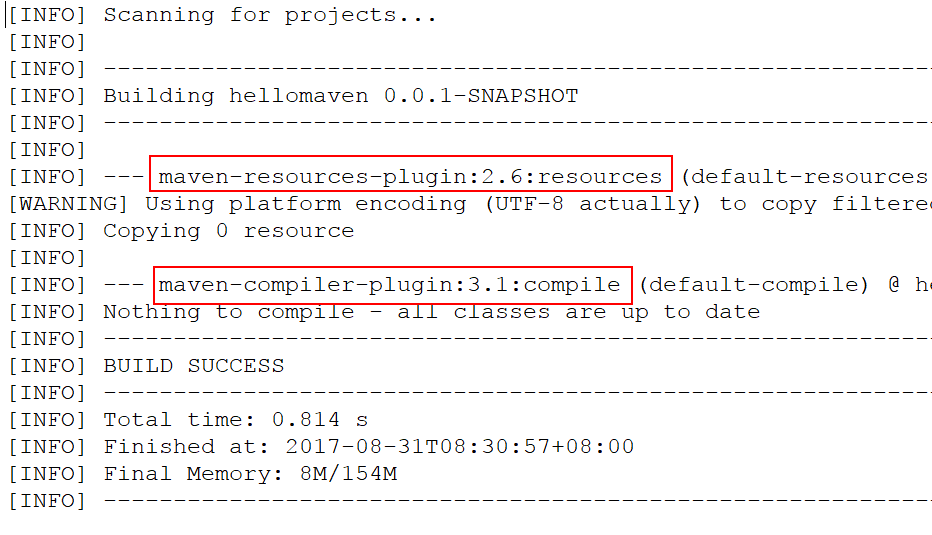 [INFO] Scanning for projects...
[INFO]
[INFO] ------------------------------------------------------------
[INFO] Building hellomaven 0.0.1-SNAPSHOT
[INFO] ------------------------------------------------------------
[INFO]
[INFO] --- maven-resources-plugin:2.6:resources (default-resources
[WARNING] Using platform encoding (UTF-8 actually) to copy filtered
[INFO] Copying 0 resource
[INFO]
[INFO] --- maven-compiler-plugin:3.1:compile (default-compile) @ he
[INFO] Nothing to compile - all classes are up to date
[INFO] ------------------------------------------------------------
[INFO] BUILD SUCCESS
[INFO] ------------------------------------------------------------
[INFO] Total time: 0.814 s
[INFO] Finished at: 2017-08-31T08:30:57+08:00
[INFO] Final Memory: 8M/154M
[INFO] ------------------------------------------------------------